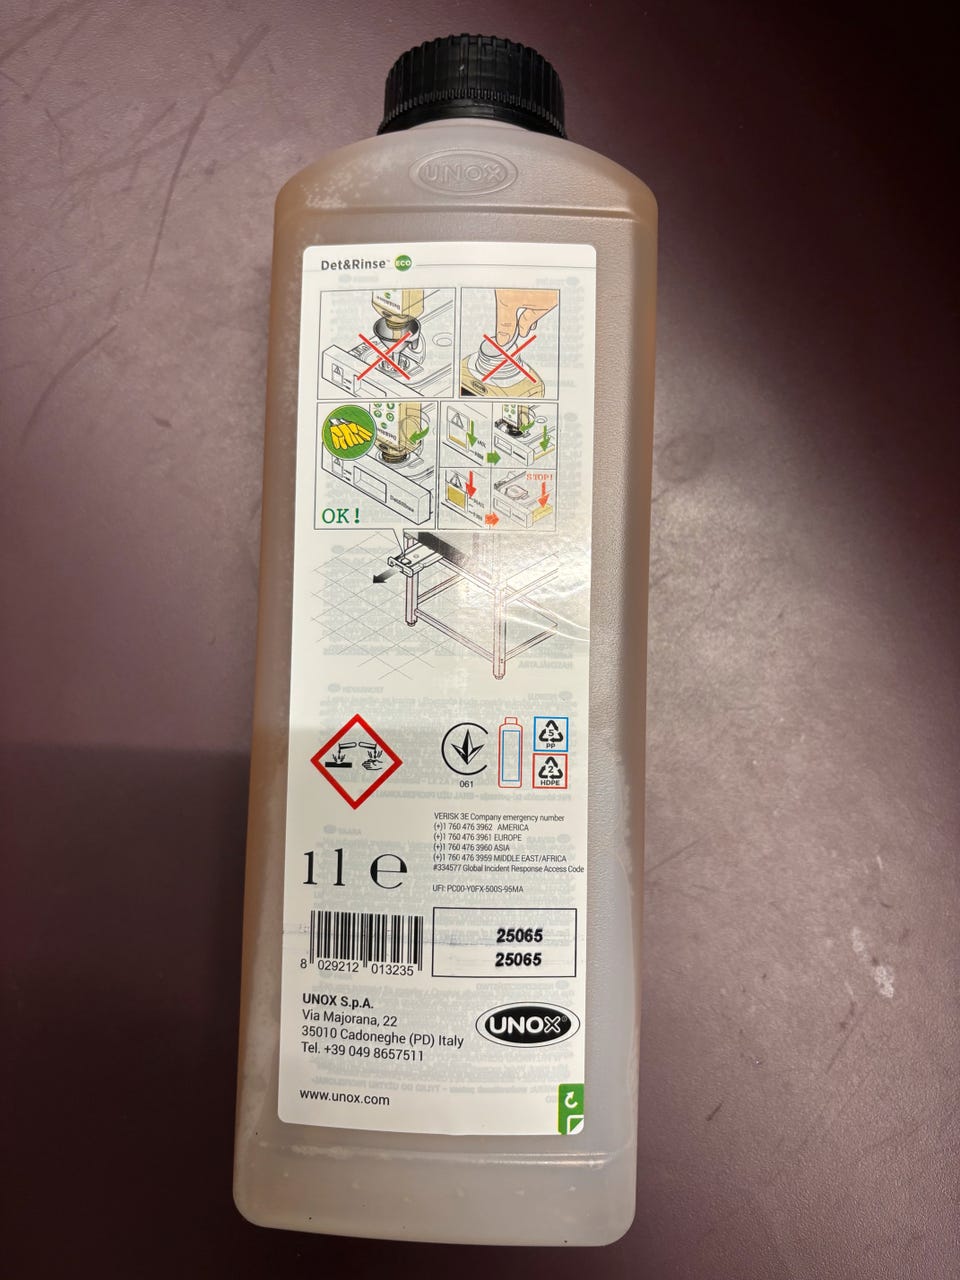 UNOX
Det&Rinse™ ECO
Det&Rinse
STOP!
OK!
061
5
PP
2
HDPE
VERISK 3E Company emergency number
(+)1 760 476 3962 AMERICA
(+)1 760 476 3961 EUROPE
(+)1 760 476 3960 ASIA
(+)1 760 476 3959 MIDDLE EAST/AFRICA
#334577 Global Incident Response Access Code
1 l e
UFI: PC00-Y0FX-500S-95MA
25065
25065
8 029212 013235
UNOX S.p.A.
Via Majorana, 22
35010 Cadoneghe (PD) Italy
Tel. +39 049 8657511
UNOX®
www.unox.com